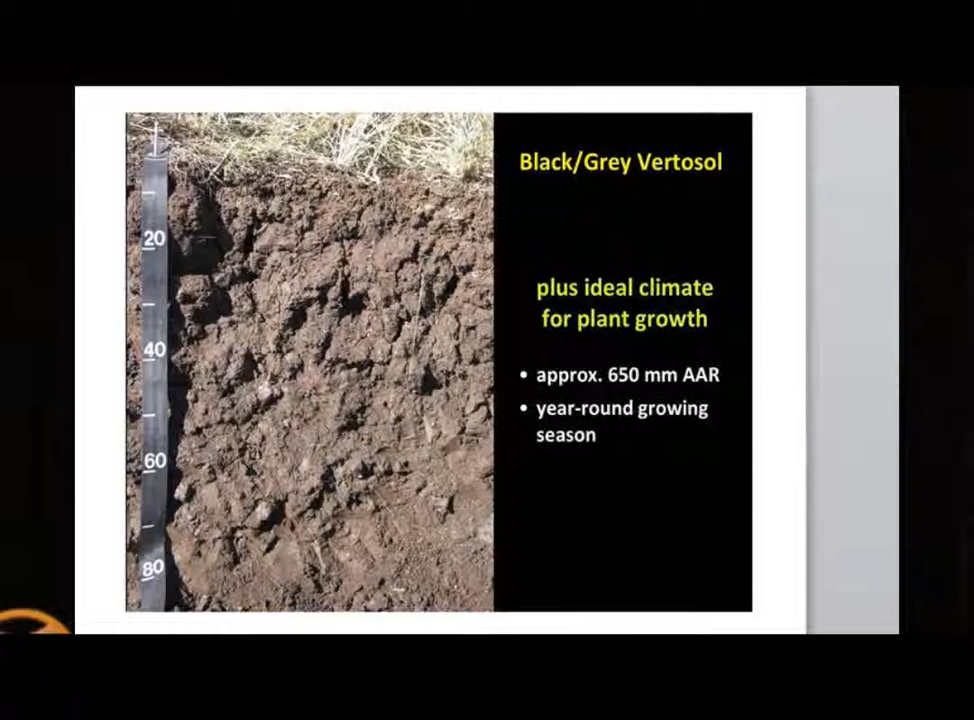 Black/Grey Vertosol
plus ideal climate
for plant growth
• approx. 650 mm AAR
• year-round growing
season
20
40
60
80